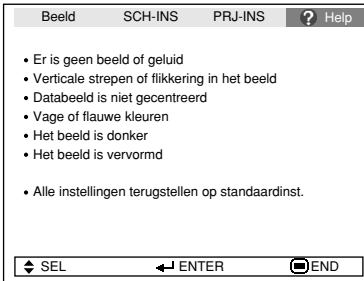 Beeld SCH-INS PRJ-INS ? Help
• Er is geen beeld of geluid
• Verticale strepen of flikkering in het beeld
• Databeeld is niet gecentreerd
• Vage of flauwe kleuren
• Het beeld is donker
• Het beeld is vervormd
• Alle instellingen terugstellen op standaardinst.
SEL ENTER END